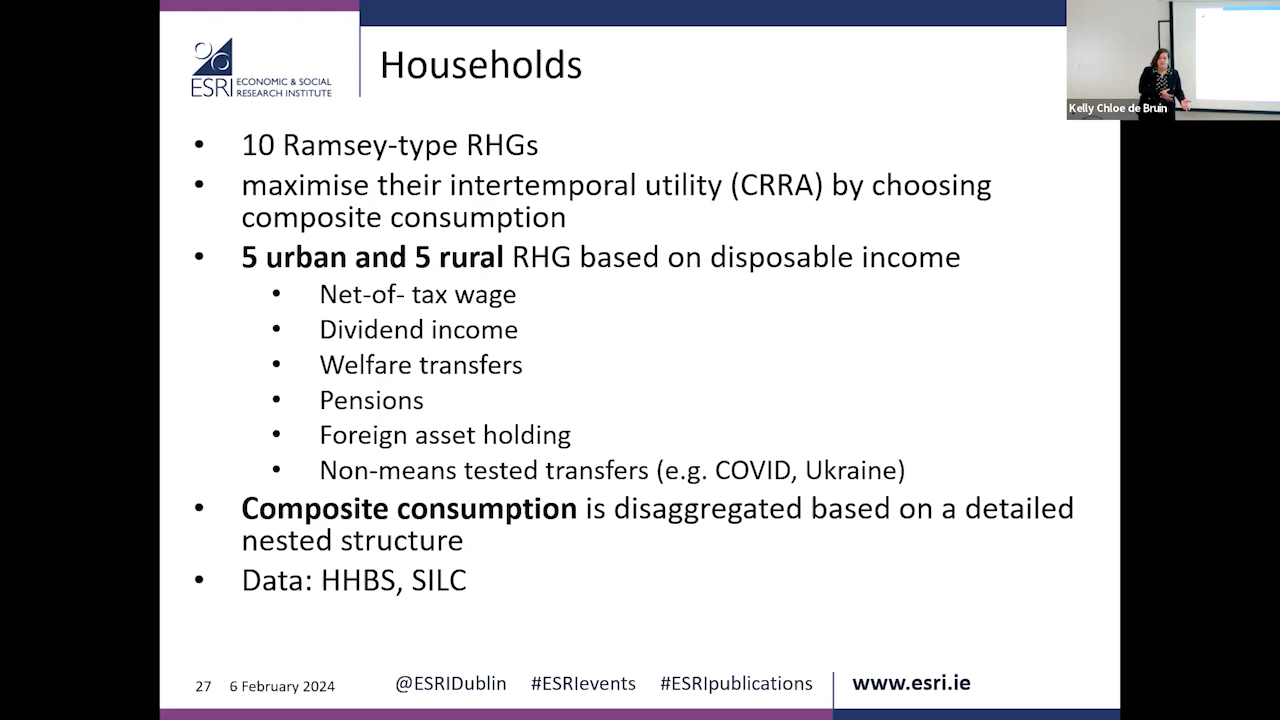 ESRI ECONOMIC & SOCIAL
RESEARCH INSTITUTE
Households
Kelly Chloe de Bruin
• 10 Ramsey-type RHGs
• maximise their intertemporal utility (CRRA) by choosing
composite consumption
• 5 urban and 5 rural RHG based on disposable income
• Net-of- tax wage
• Dividend income
• Welfare transfers
• Pensions
• Foreign asset holding
• Non-means tested transfers (e.g. COVID, Ukraine)
• Composite consumption is disaggregated based on a detailed
nested structure
• Data: HHBS, SILC
27 6 February 2024 @ESRIDublin #ESRIevents #ESRIpublications www.esri.ie